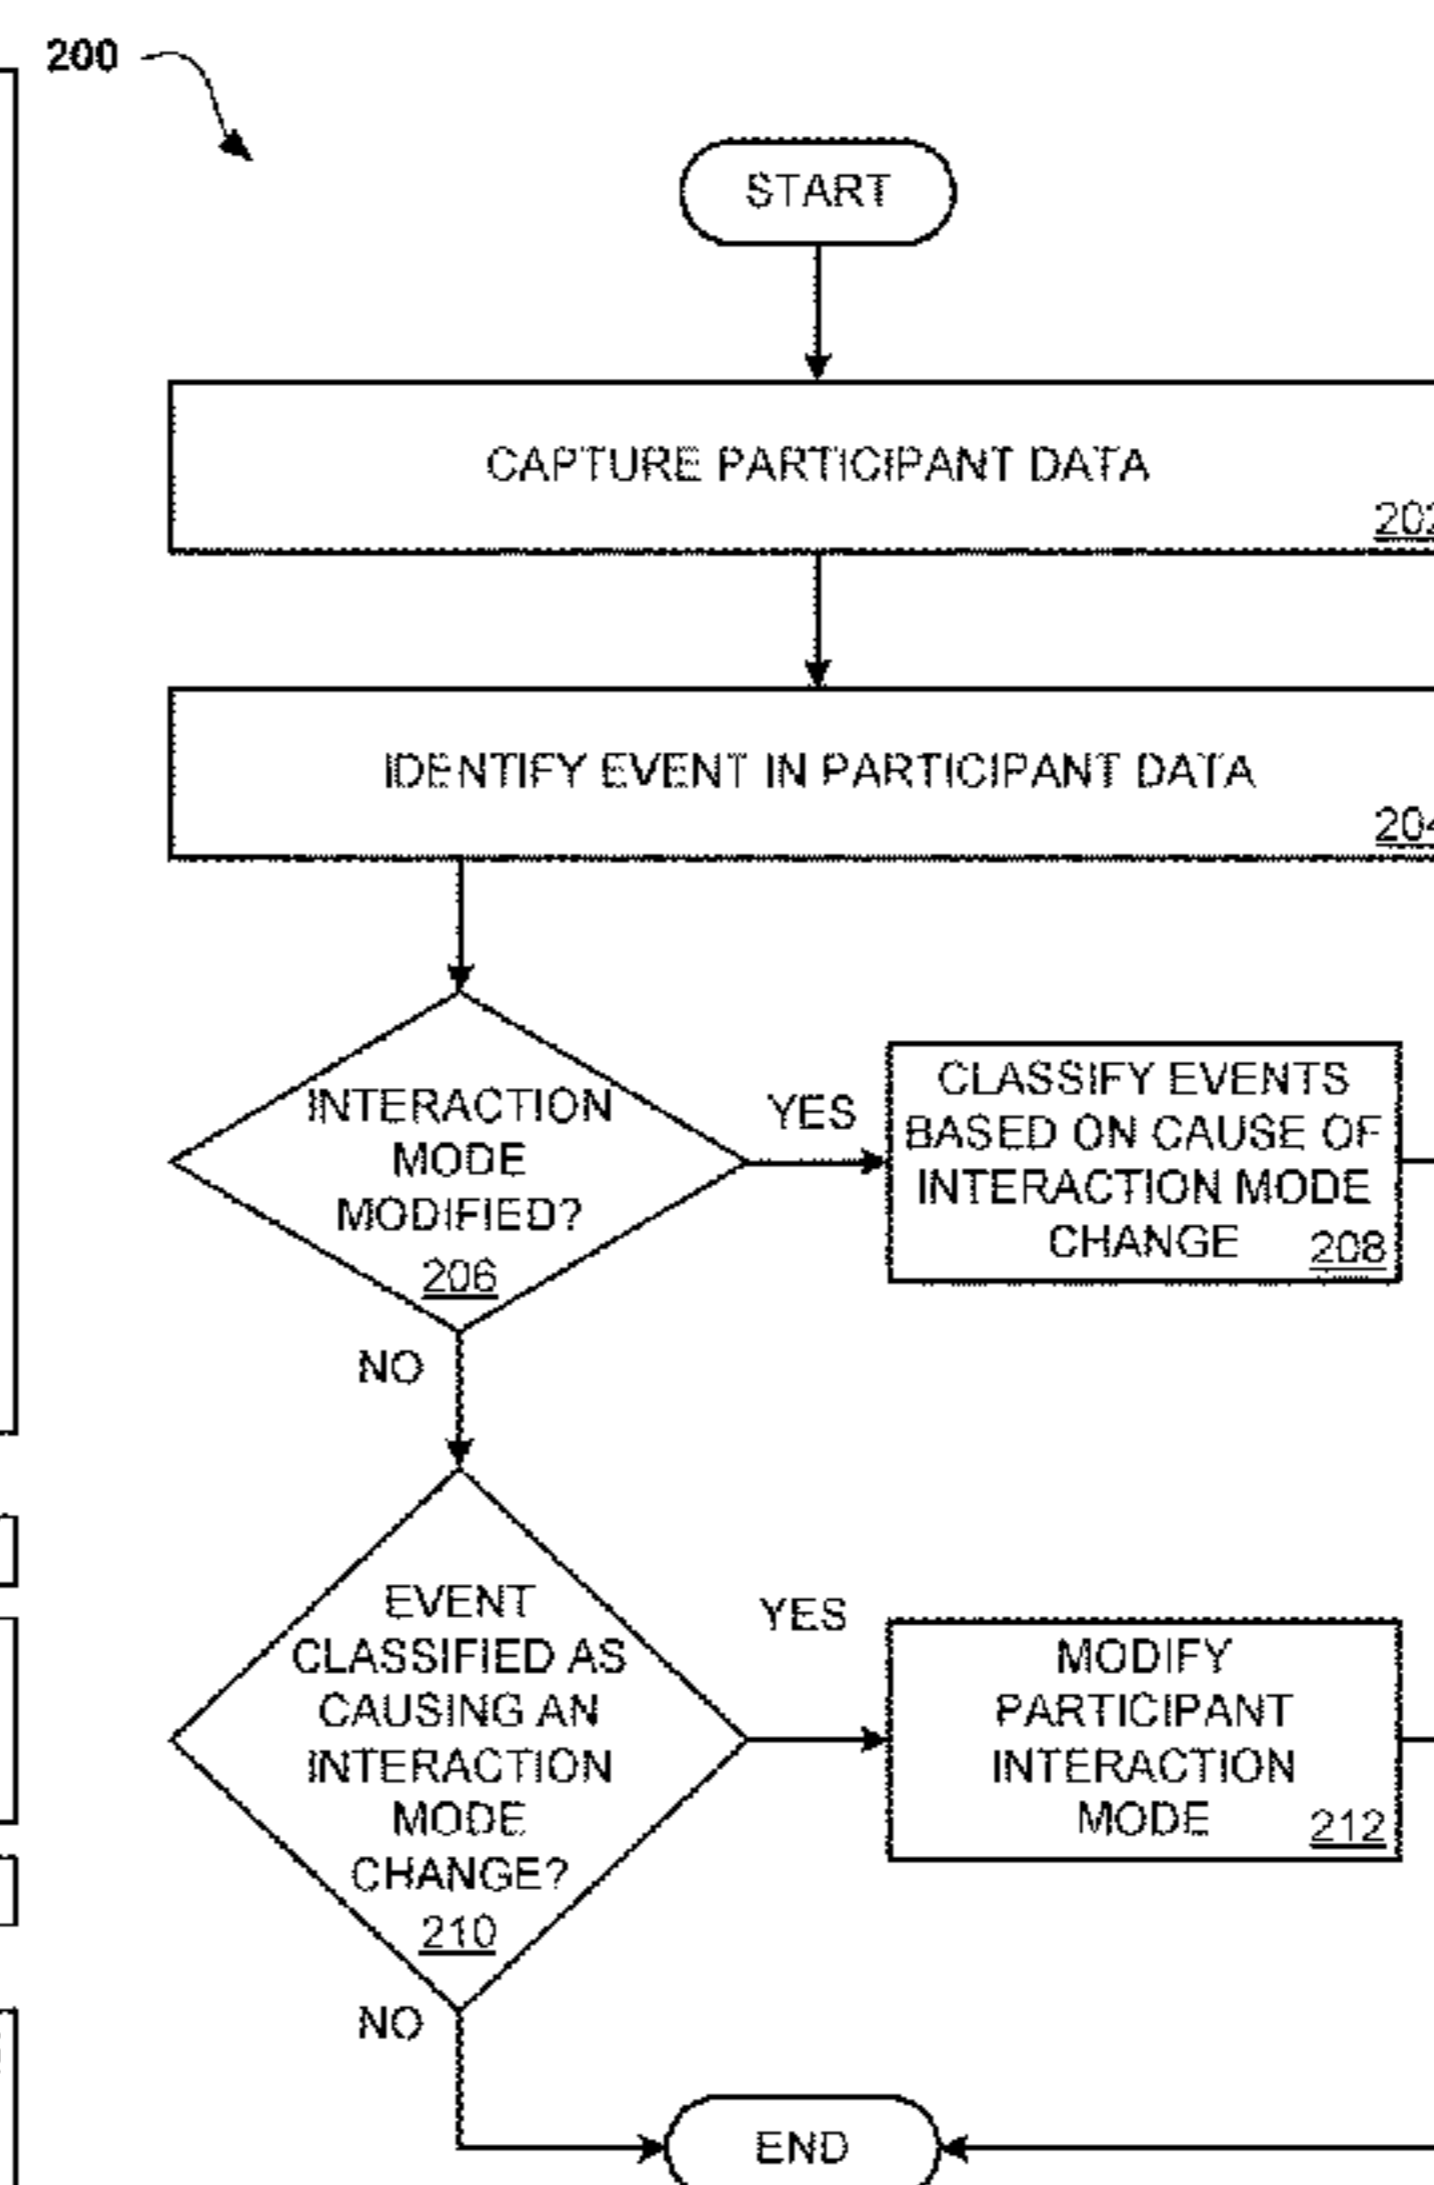 200
START
CAPTURE PARTICIPANT DATA
202
IDENTIFY EVENT IN PARTICIPANT DATA
204
INTERACTION
MODE
MODIFIED?
206
YES
CLASSIFY EVENTS
BASED ON CAUSE OF
INTERACTION MODE
CHANGE
208
NO
EVENT
CLASSIFIED AS
CAUSING AN
INTERACTION
MODE
CHANGE?
210
YES
MODIFY
PARTICIPANT
INTERACTION
MODE
212
NO
END